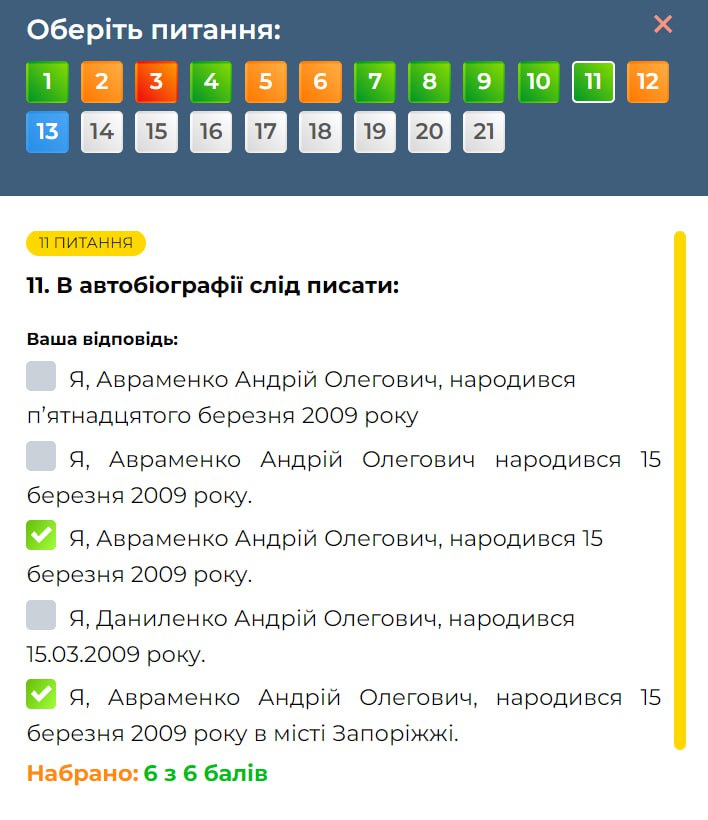 Оберіть питання:
1 2 3 4 5 6 7 8 9 10 11 12
13 14 15 16 17 18 19 20 21
11 ПИТАННЯ
11. В автобіографії слід писати:
Ваша відповідь:
Я, Авраменко Андрій Олегович, народився
п’ятнадцятого березня 2009 року
Я, Авраменко Андрій Олегович народився 15
березня 2009 року.
Я, Авраменко Андрій Олегович, народився 15
березня 2009 року.
Я, Даниленко Андрій Олегович, народився
15.03.2009 року.
Я, Авраменко Андрій Олегович, народився 15
березня 2009 року в місті Запоріжжі.
Набрано: 6 з 6 балів